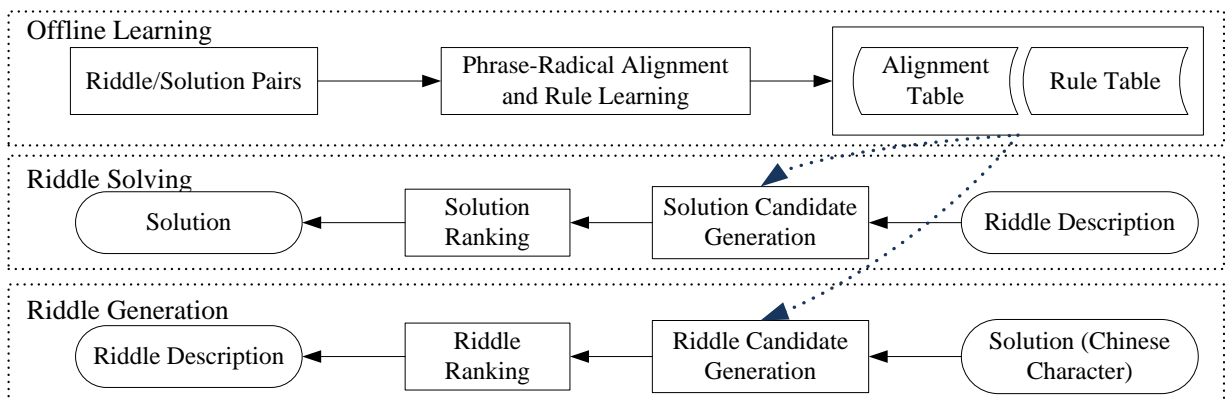 Offline Learning
Riddle/Solution Pairs
Phrase-Radical Alignment
and Rule Learning
Alignment
Table
Rule Table
Riddle Solving
Solution
Solution
Ranking
Solution Candidate
Generation
Riddle Description
Riddle Generation
Riddle Description
Riddle
Ranking
Riddle Candidate
Generation
Solution (Chinese
Character)